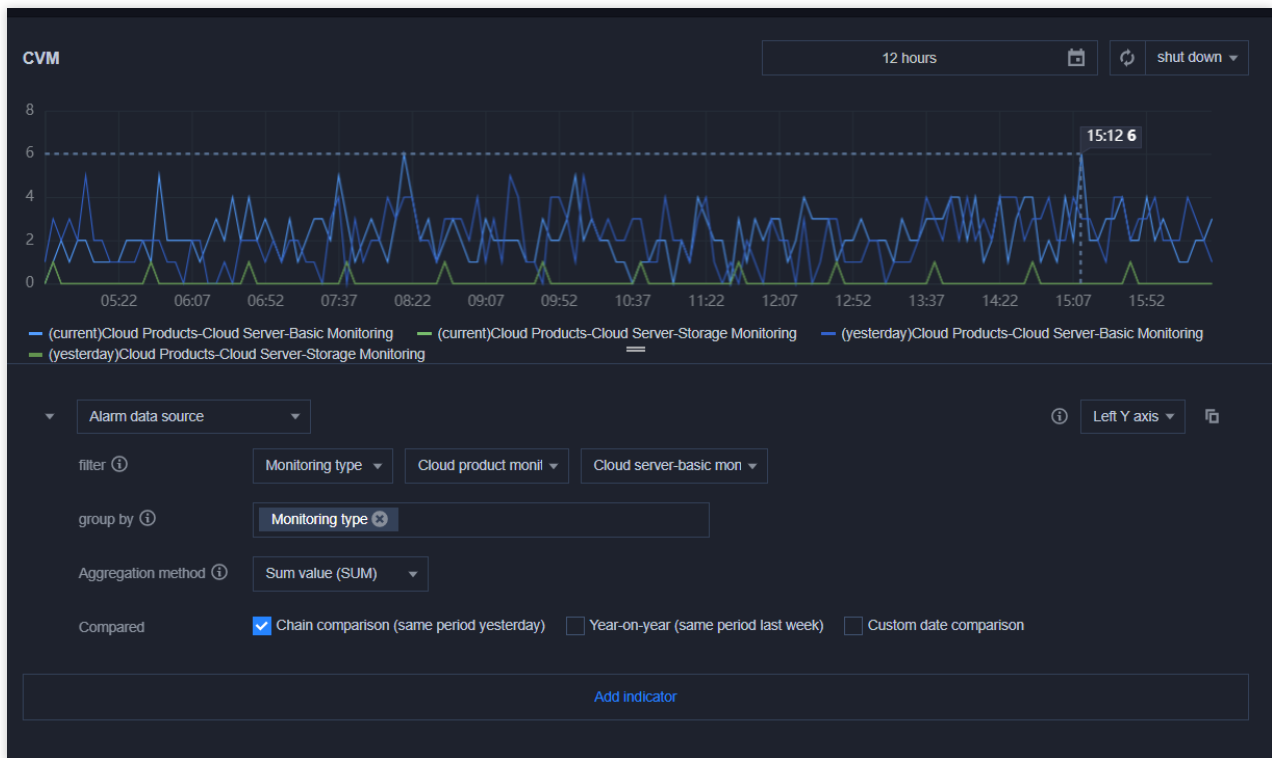 CVM 12 hours shut down
8
15:12 6
6
4
2
0
05:22 06:07 06:52 07:37 08:22 09:07 09:52 10:37 11:22 12:07 12:52 13:37 14:22 15:07 15:52
(current)Cloud Products-Cloud Server-Basic Monitoring (current)Cloud Products-Cloud Server-Storage Monitoring (yesterday)Cloud Products-Cloud Server-Basic Monitoring
(yesterday)Cloud Products-Cloud Server-Storage Monitoring
Alarm data source Left Y axis
filter Monitoring type Cloud product monit Cloud server-basic mon
group by Monitoring type
Aggregation method Sum value (SUM)
Compared Chain comparison (same period yesterday) Year-on-year (same period last week) Custom date comparison
Add indicator